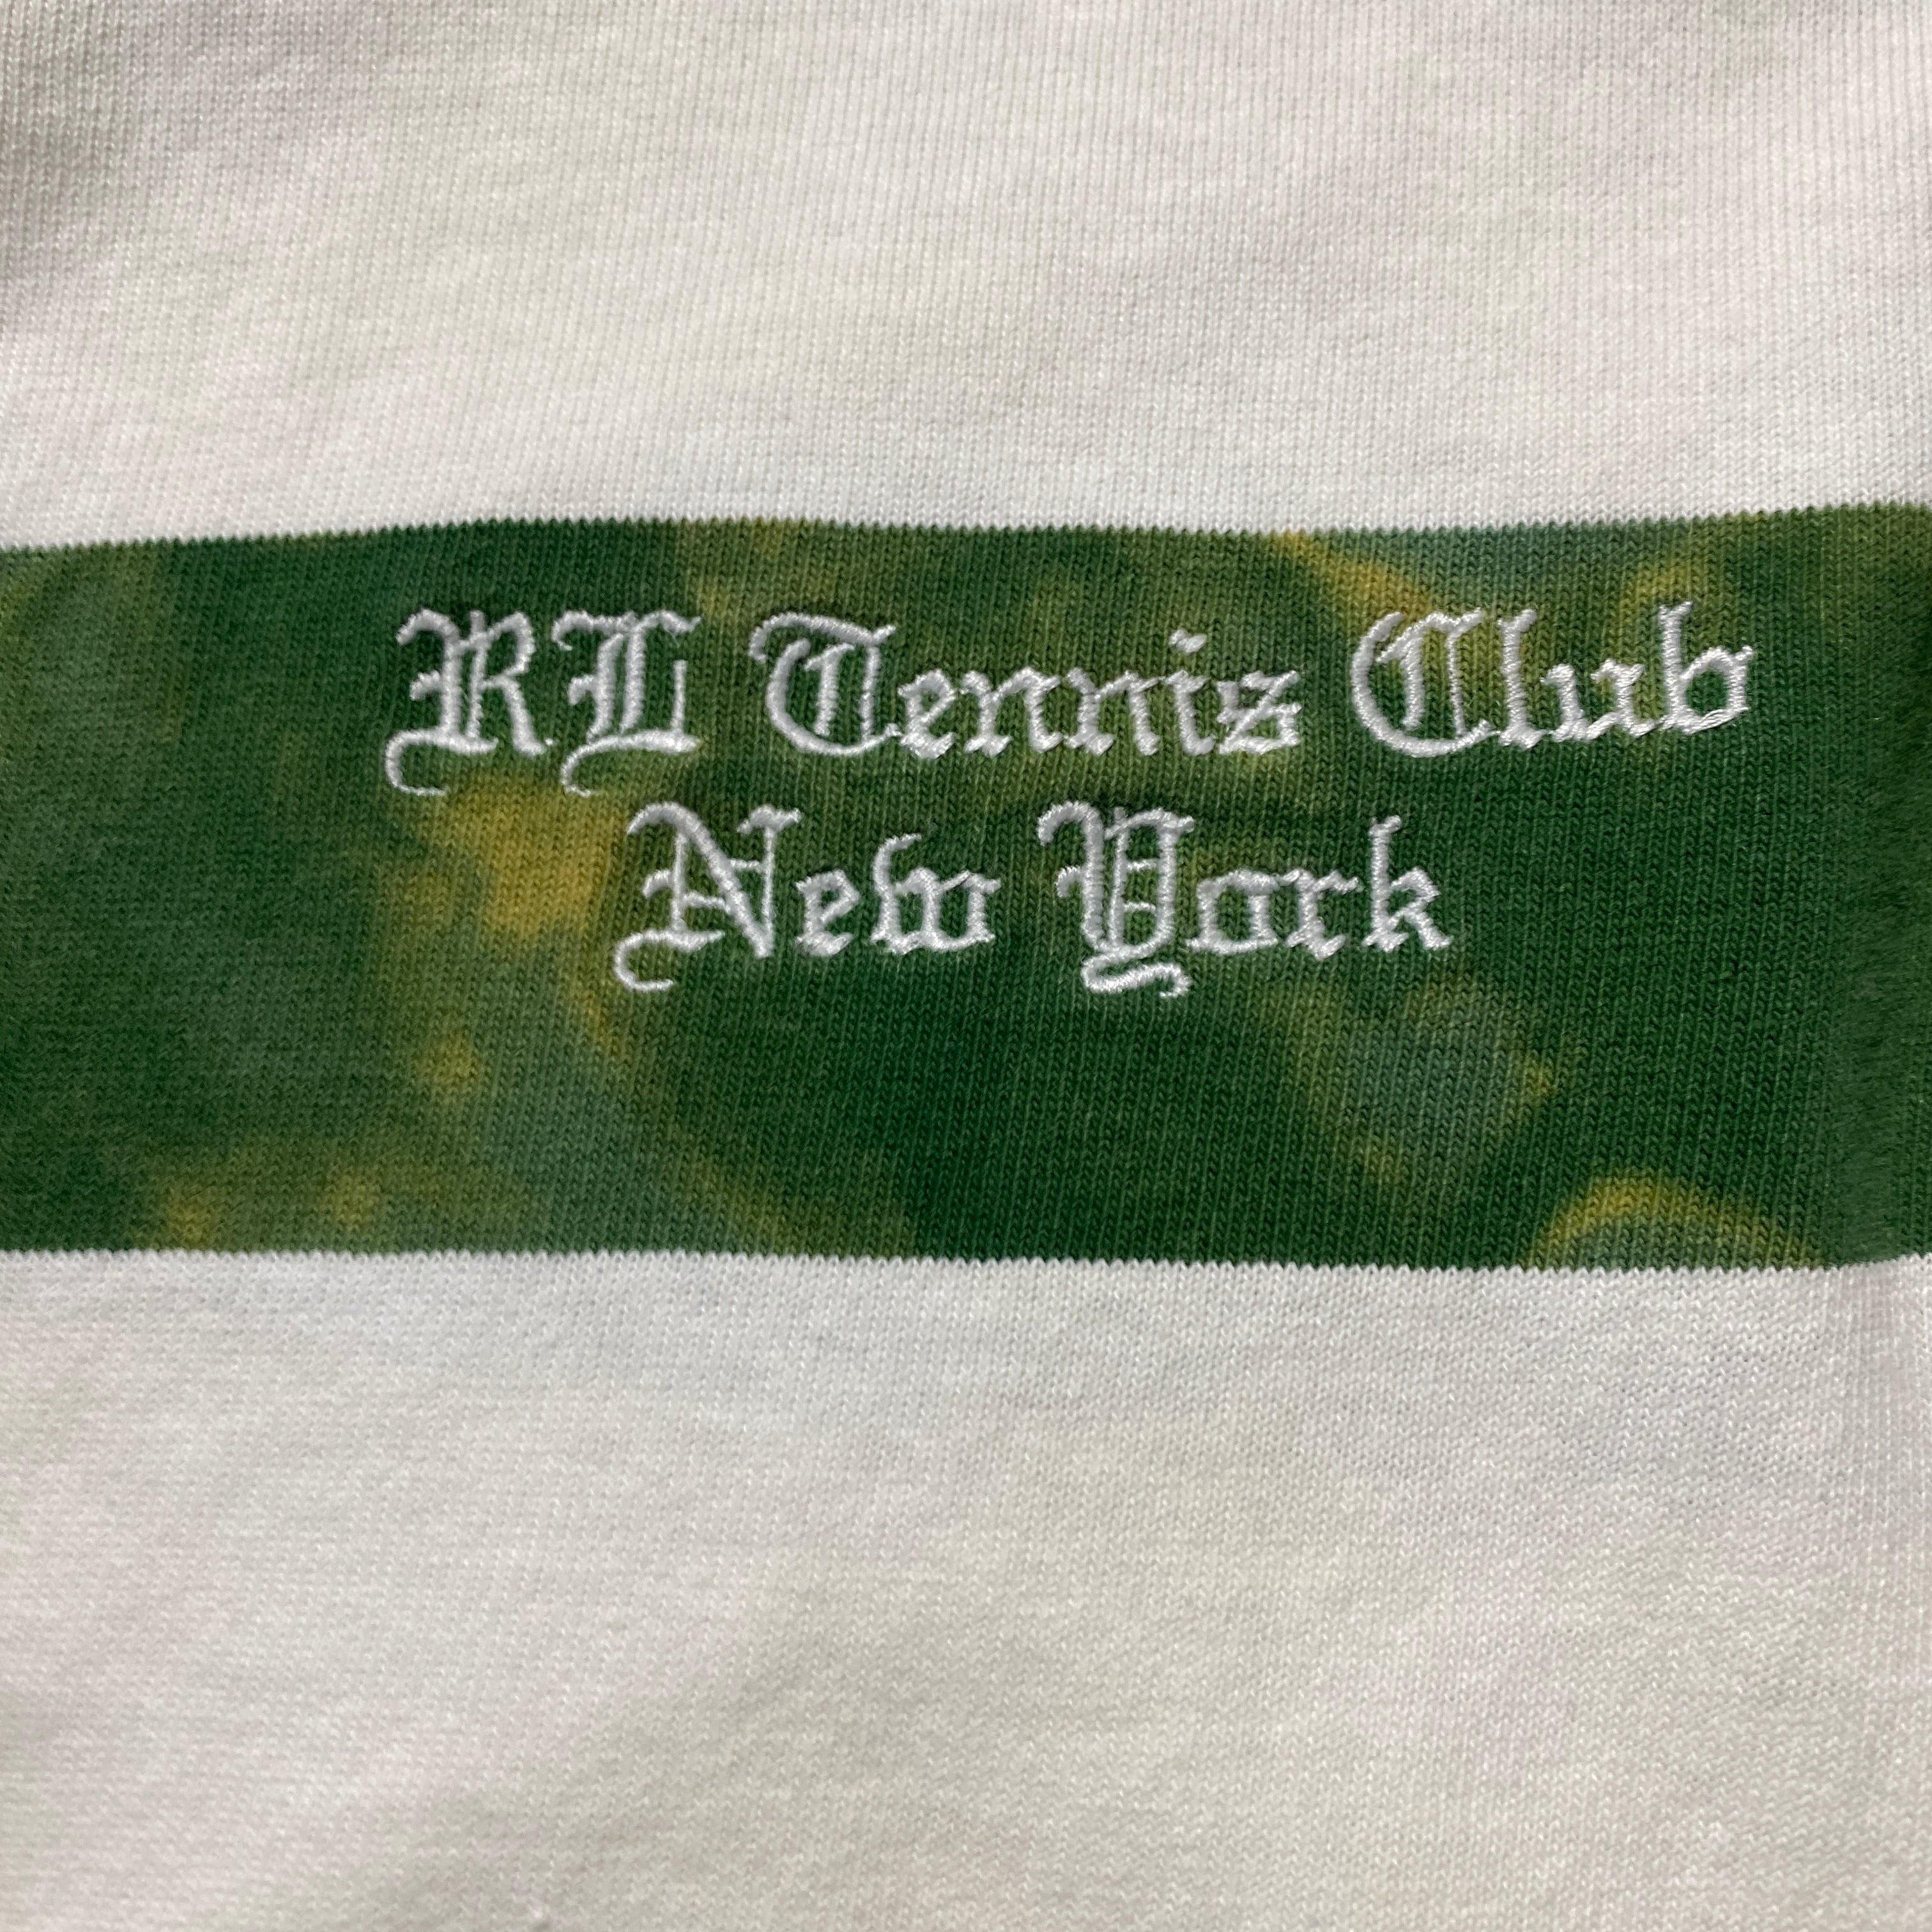 RL Tennis Club
New York